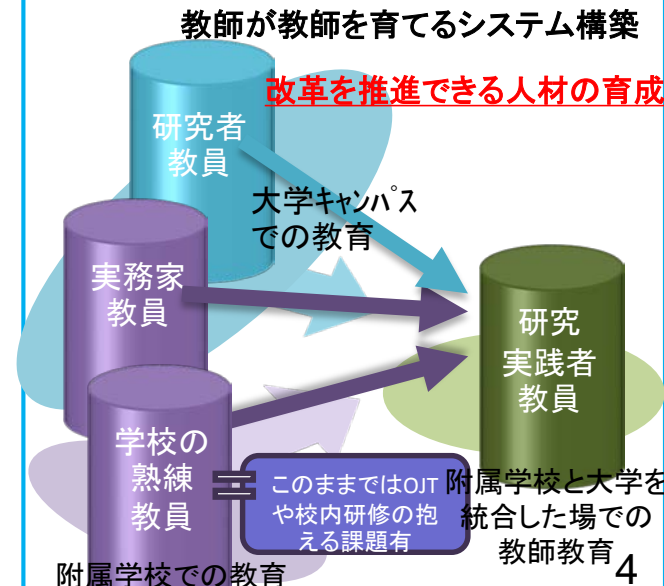 教師が教師を育てるシステム構築
改革を推進できる人材の育成
研究者
教員
大学ｷｬﾝﾊﾟｽ
での教育
実務家
教員
研究
実践者
教員
学校の
熟練
教員
このままではOJT
や校内研修の抱
える課題有
附属学校と大学を
統合した場での
教師教育
附属学校での教育
4